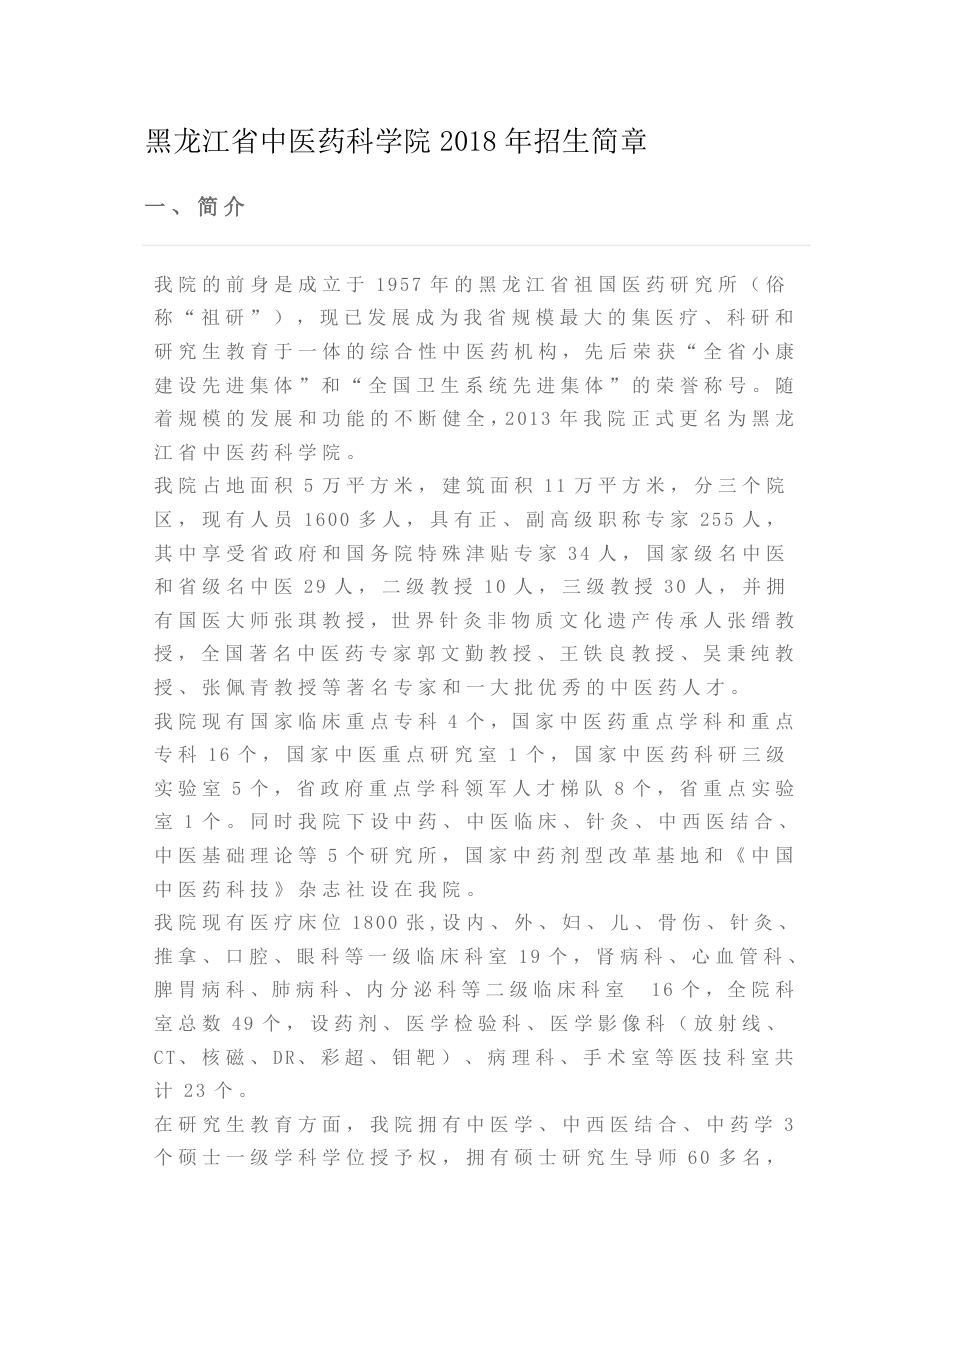 黑龙江省中医药科学院 2018 年招生简章
一、简介
我院的前身是成立于 1957 年的黑龙江省祖国医药研究所（俗
称“祖研”），现已发展成为我省规模最大的集医疗、科研和
研究生教育于一体的综合性中医药机构，先后荣获“全省小康
建设先进集体”和“全国卫生系统先进集体”的荣誉称号。随
着规模的发展和功能的不断健全，2013 年我院正式更名为黑龙
江省中医药科学院。
我院占地面积 5 万平方米，建筑面积 11 万平方米，分三个院
区，现有人员 1600 多人，具有正、副高级职称专家 255 人，
其中享受省政府和国务院特殊津贴专家 34 人，国家级名中医
和省级名中医 29 人，二级教授 10 人，三级教授 30 人，并拥
有国医大师张琪教授，世界针灸非物质文化遗产传承人张缙教
授，全国著名中医药专家郭文勤教授、王铁良教授、吴秉纯教
授、张佩青教授等著名专家和一大批优秀的中医药人才。
我院现有国家临床重点专科 4 个，国家中医药重点学科和重点
专科 16 个，国家中医重点研究室 1 个，国家中医药科研三级
实验室 5 个，省政府重点学科领军人才梯队 8 个，省重点实验
室 1 个。同时我院下设中药、中医临床、针灸、中西医结合、
中医基础理论等 5 个研究所，国家中药剂型改革基地和《中国
中医药科技》杂志社设在我院。
我院现有医疗床位 1800 张,设内、外、妇、儿、骨伤、针灸、
推拿、口腔、眼科等一级临床科室 19 个，肾病科、心血管科、
脾胃病科、肺病科、内分泌科等二级临床科室 16 个，全院科
室总数 49 个，设药剂、医学检验科、医学影像科（放射线、
CT、核磁、DR、彩超、钼靶）、病理科、手术室等医技科室共
计 23 个。
在研究生教育方面，我院拥有中医学、中西医结合、中药学 3
个硕士一级学科学位授予权，拥有硕士研究生导师 60 多名，